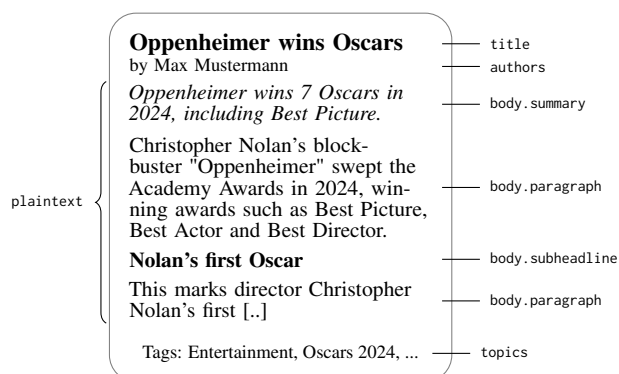 Oppenheimer wins Oscars
title
by Max Mustermann
authors
Oppenheimer wins 7 Oscars in
2024, including Best Picture.
body.summary
Christopher Nolan's block-
buster "Oppenheimer" swept the
Academy Awards in 2024, win-
ning awards such as Best Picture,
Best Actor and Best Director.
body.paragraph
plaintext
Nolan's first Oscar
body.subheadline
This marks director Christopher
Nolan's first [..]
body.paragraph
Tags: Entertainment, Oscars 2024, ...
topics